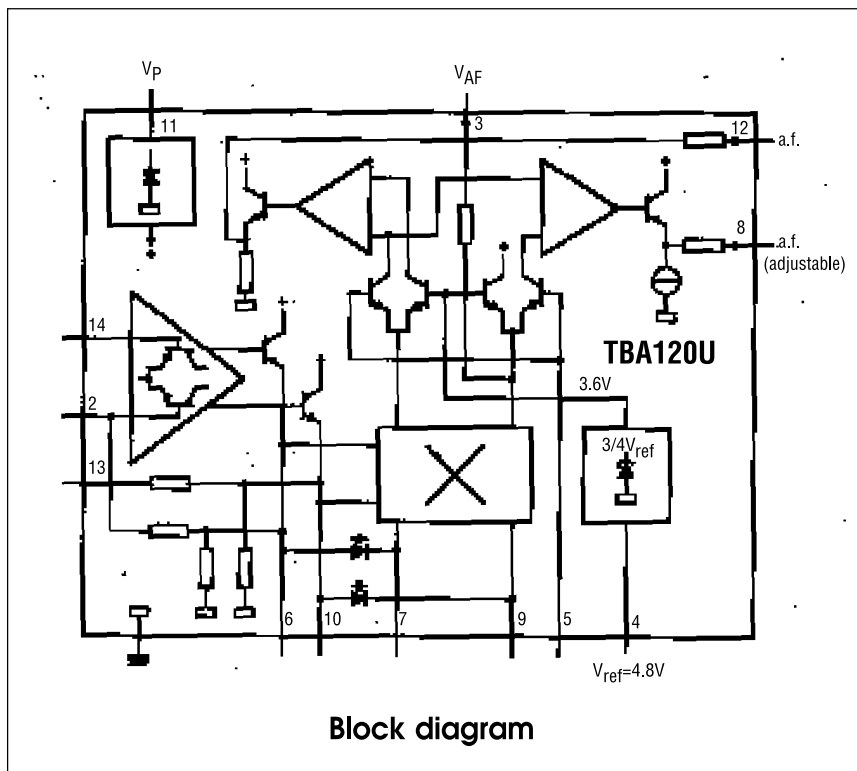 V_P
V_AF
11
3
12
a.f.
8
a.f.
(adjustable)
14
TBA120U
3.6V
2
3/4V_ref
13
6
10
7
9
5
4
V_ref=4.8V
Block diagram